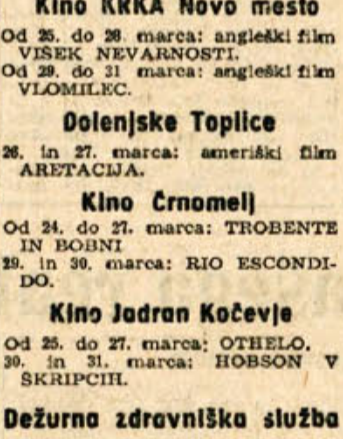 Kino KRKA Novo mesto
Od 25. do 28. marca: angleški film
VIŠEK NEVARNOSTI.
Od 29. do 31 marca: angleški film
VLOMILEC.
Dolenjske Toplice
26. in 27. marca: ameriški film
ARETACIJA.
Kino Črnomelj
Od 24. do 27. marca: TROBENTE
IN BOBNI
29. in 30. marca: RIO ESCONDI-
DO.
Kino Jadran Kočevje
Od 25. do 27. marca: OTHELO.
30. in 31. marca: HOBSON V
ŠKRIPCIH.
Dežurna zdravniška služba